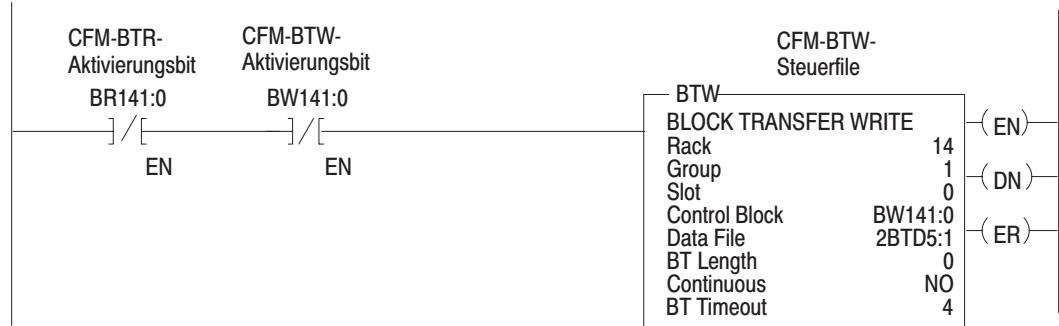 CFM-BTR-
Aktivierungsbit
BR141:0
EN
CFM-BTW-
Aktivierungsbit
BW141:0
EN
CFM-BTW-
Steuerfile
BTW
BLOCK TRANSFER WRITE
Rack 14
Group 1
Slot 0
Control Block BW141:0
Data File 2BTD5:1
BT Length 0
Continuous NO
BT Timeout 4
EN
DN
ER